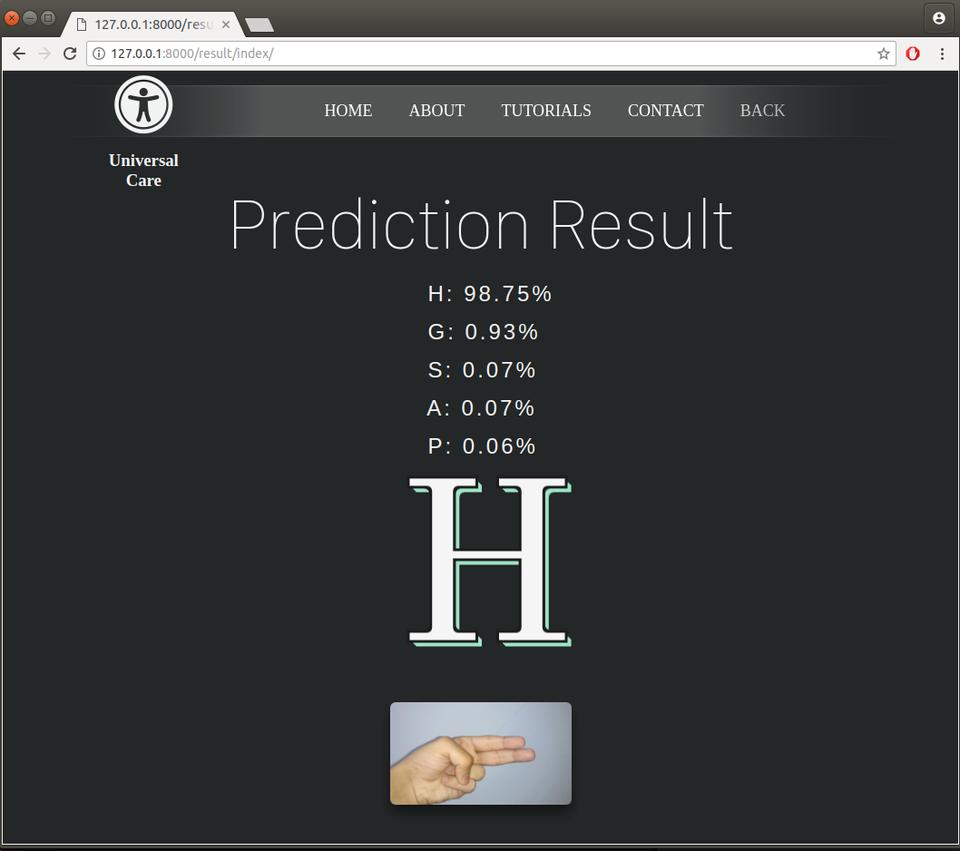 127.0.0.1:8000/resu
127.0.0.1:8000/result/index/
HOME ABOUT TUTORIALS CONTACT BACK
Universal
Care
Prediction Result
H: 98.75%
G: 0.93%
S: 0.07%
A: 0.07%
P: 0.06%
H